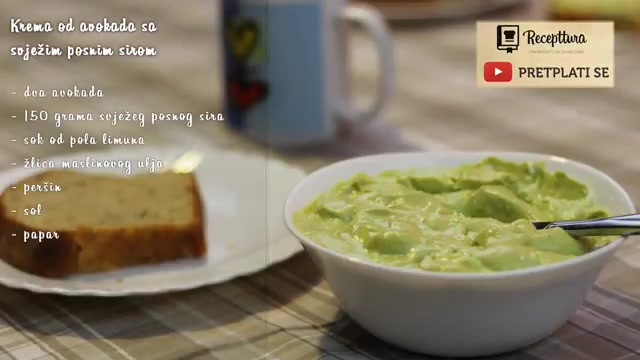 Krema od avokada sa
svježim posnim sirom
- dva avokada
- 150 grama svježeg posnog sira
- sok od pola limuna
- žlica maslinovog ulja
- peršin
- sol
- papar
Recepttura
PRETPLATI SE